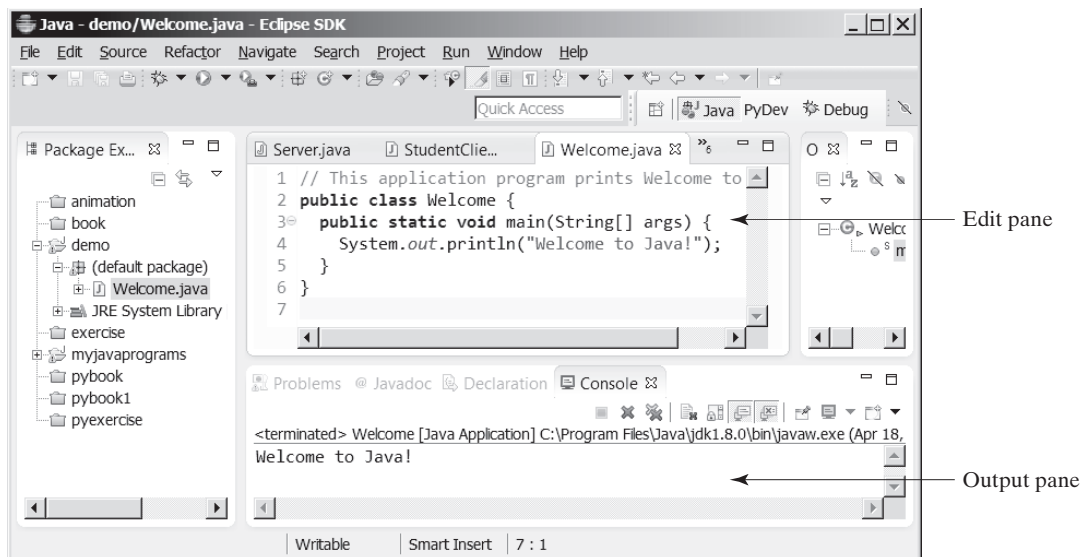 Java - demo/Welcome.java - Eclipse SDK
File Edit Source Refactor Navigate Search Project Run Window Help
Quick Access
Java PyDev Debug
Package Ex...
animation
book
demo
(default package)
Welcome.java
JRE System Library
exercise
myjavaprograms
pybook
pybook1
pyexercise
Server.java StudentClie... Welcome.java »6
1 // This application program prints Welcome to
2 public class Welcome {
3 public static void main(String[] args) {
4 System.out.println("Welcome to Java!");
5 }
6 }
7
O
Welcc
S m
Edit pane
Problems @ Javadoc Declaration Console
<terminated> Welcome [Java Application] C:\Program Files\Java\jdk1.8.0\bin\javaw.exe (Apr 18,
Welcome to Java!
Output pane
Writable Smart Insert 7 : 1